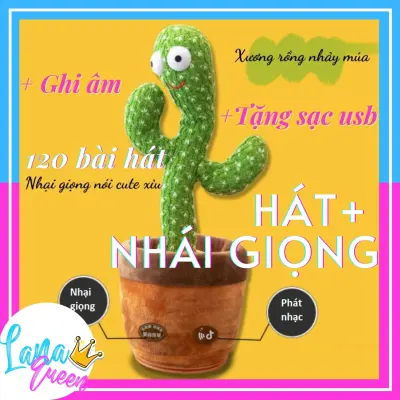 Xương rồng nhảy múa
+ Ghi âm
+Tặng sạc usb
120 bài hát
Nhại giọng nói cute xỉu
HÁT+
NHÁI GIỌNG
Nhại
giọng
Phát
nhạc
Lana
Queen